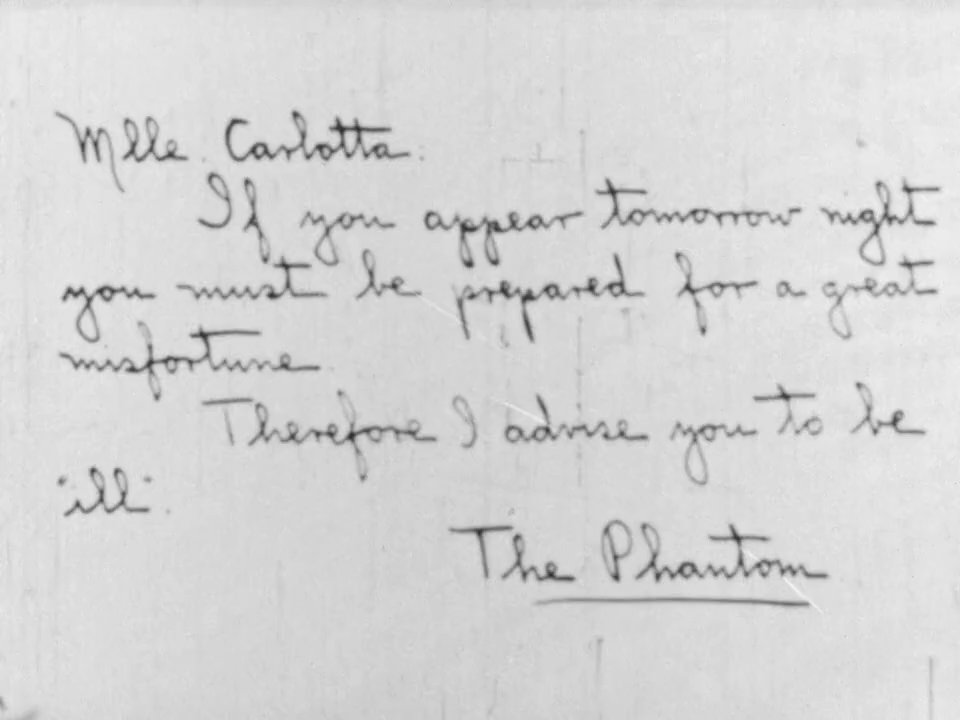 Mlle. Carlotta.
If you appear tomorrow night
you must be prepared for a great
misfortune.
Therefore I advise you to be
"ill".
The Phantom